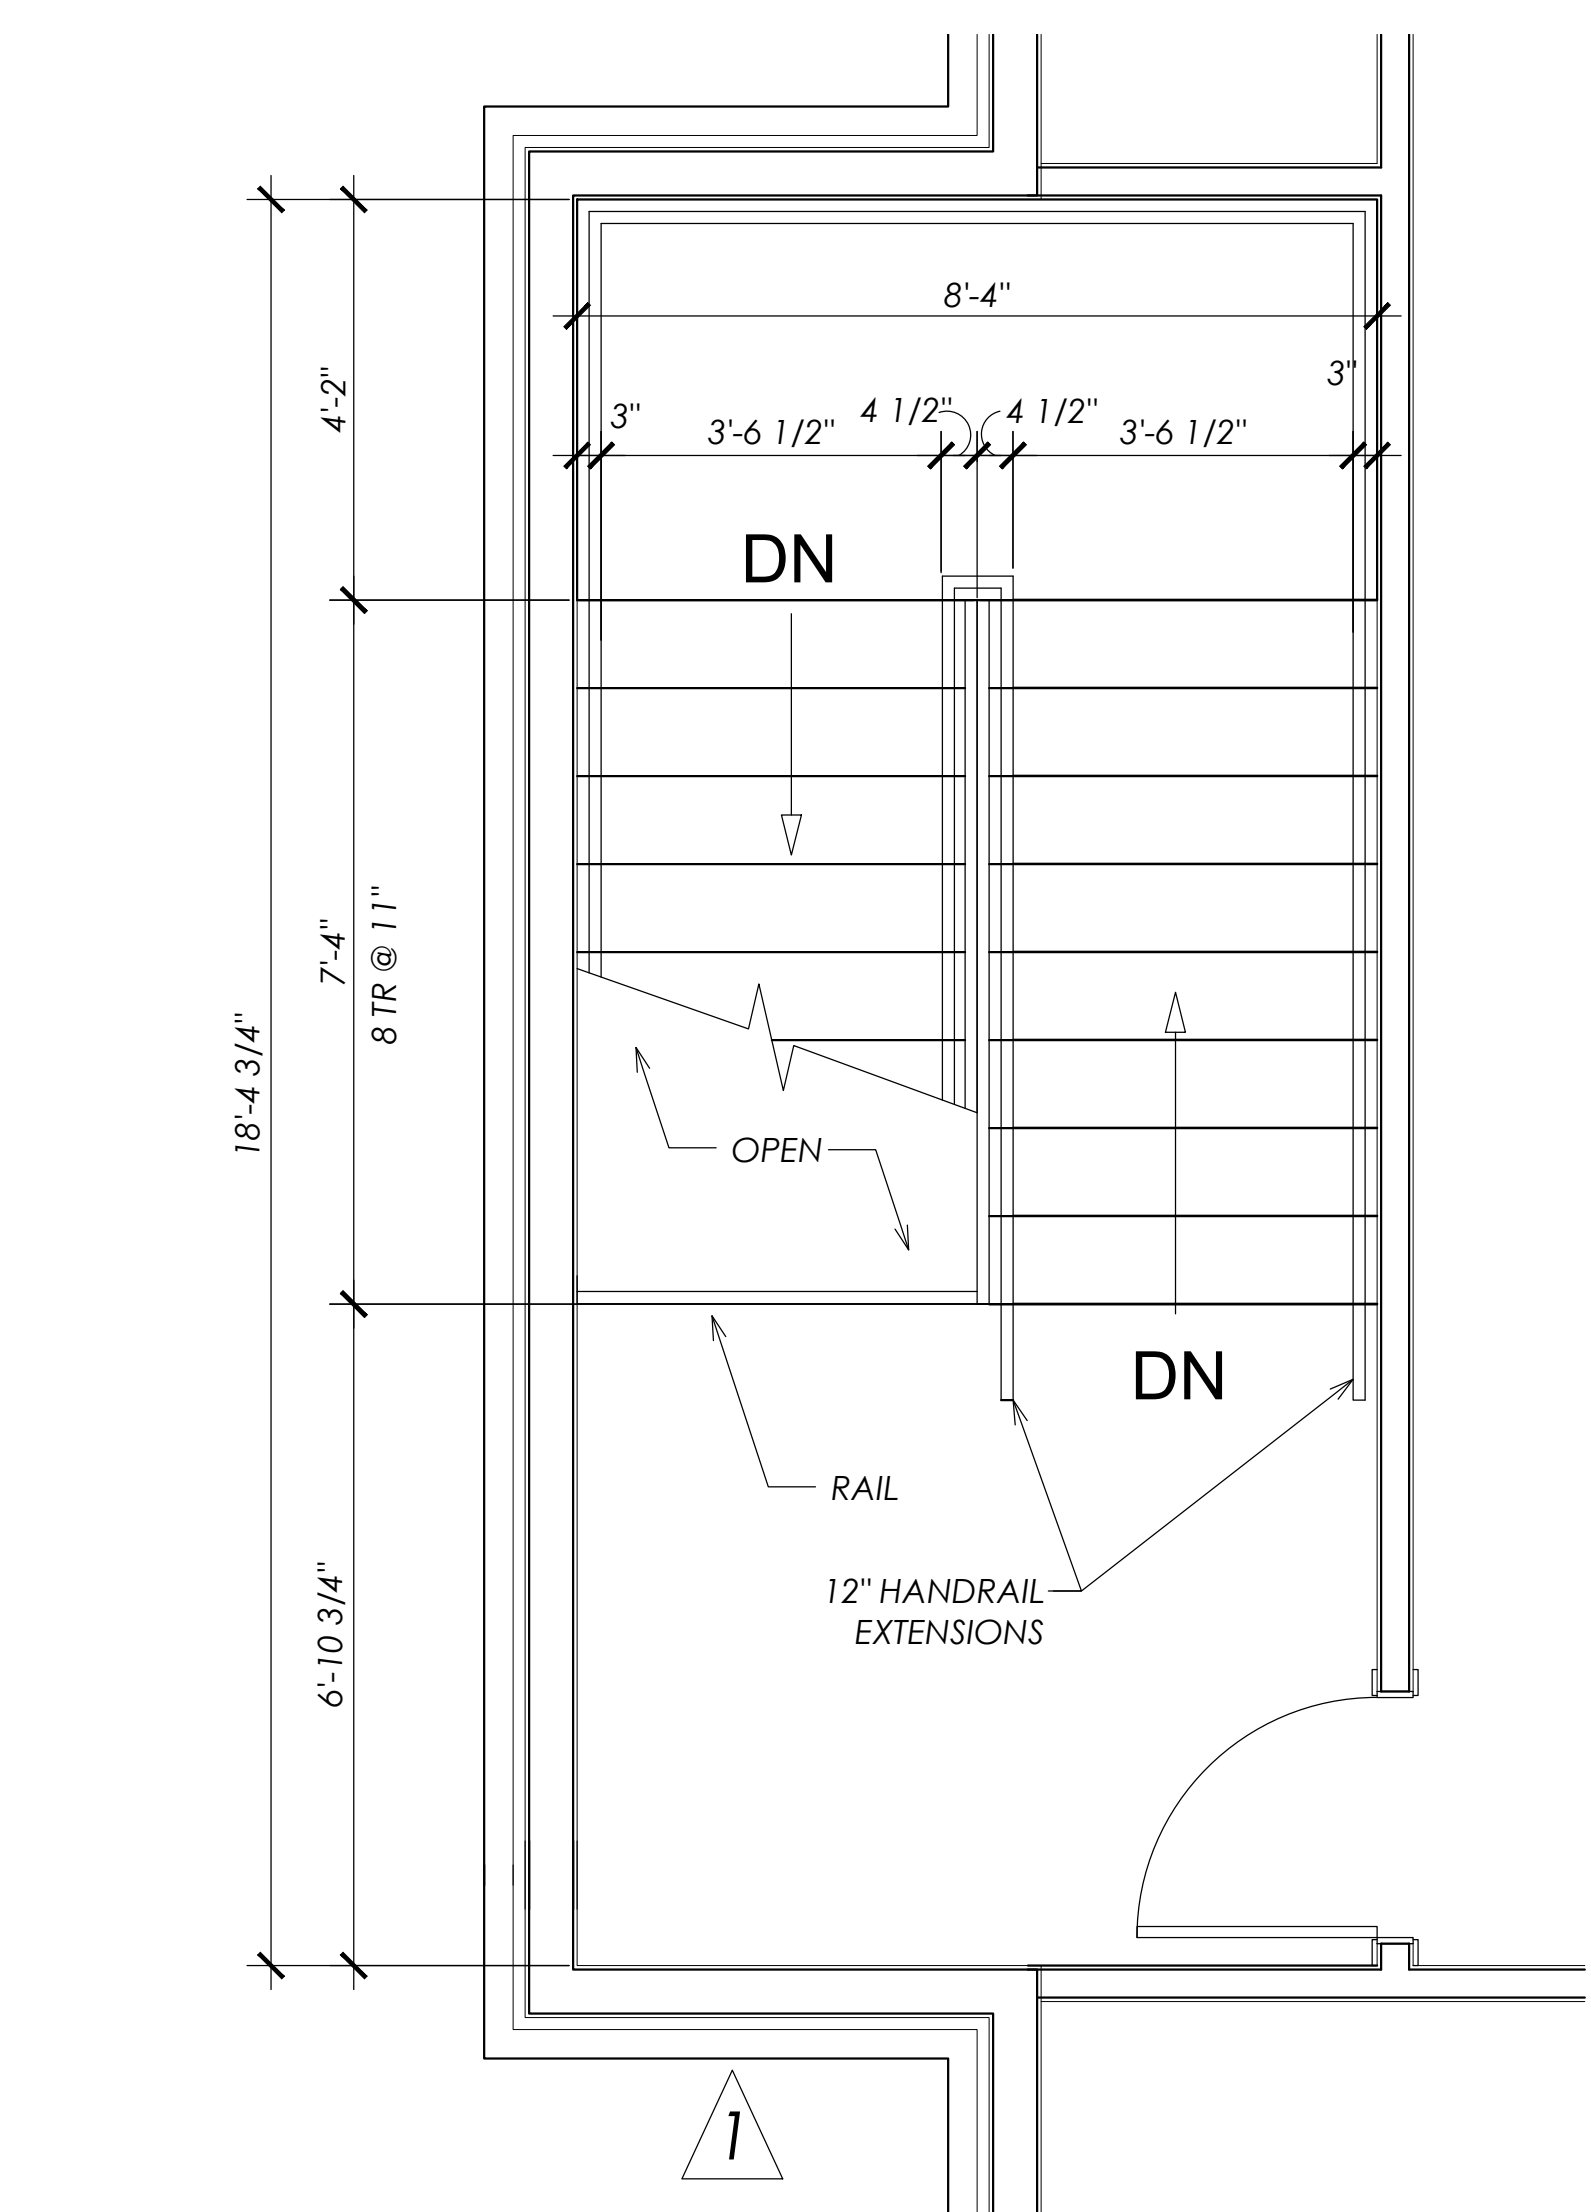 8'-4"
3"
3"
3'-6 1/2"
4 1/2"
4 1/2"
3'-6 1/2"
4'-2"
DN
7'-4"
8 TR @ 11"
18'-4 3/4"
OPEN
DN
RAIL
12" HANDRAIL
EXTENSIONS
6'-10 3/4"
1